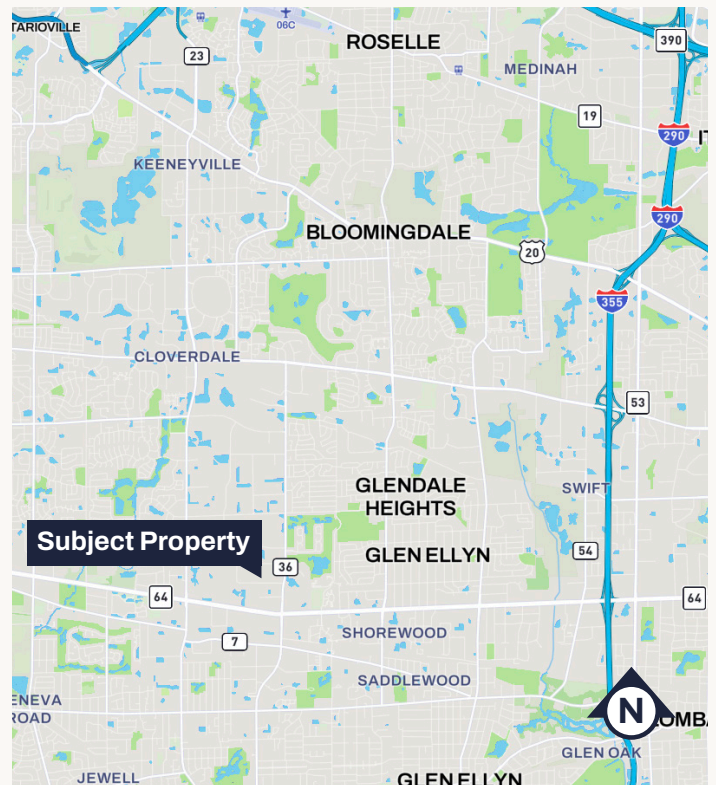 TARIOVILLE
06C
390
ROSELLE
23
MEDINAH
19
290
KEENEYVILLE
290
BLOOMINGDALE
20
355
CLOVERDALE
53
GLENDALE
HEIGHTS
SWIFT
Subject Property
GLEN ELLYN
54
36
64
64
7
SHOREWOOD
SADDLEWOOD
ENEVA
ROAD
N
OMBA
GLEN OAK
JEWELL
GLEN ELLYN